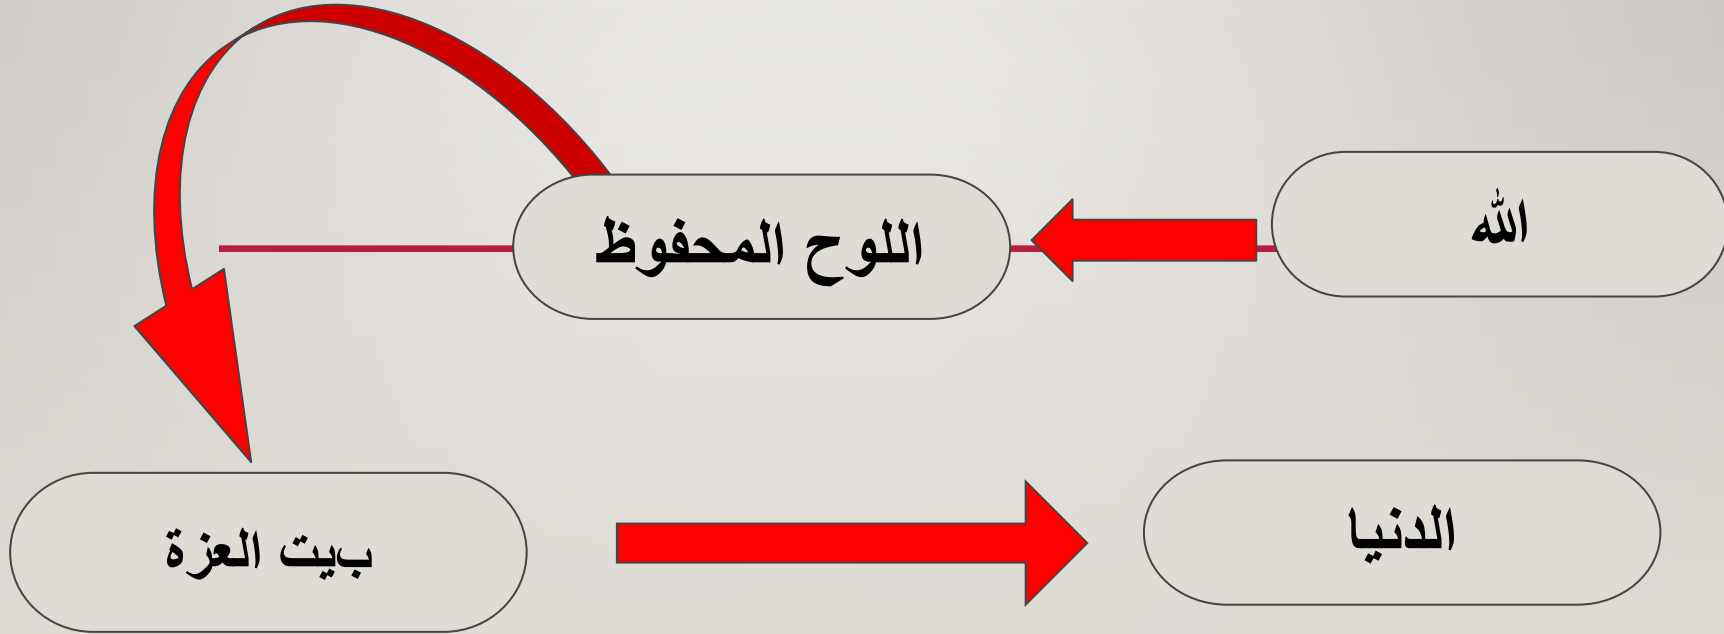 الله
اللوح المحفوظ
بيت العزة
الدنيا